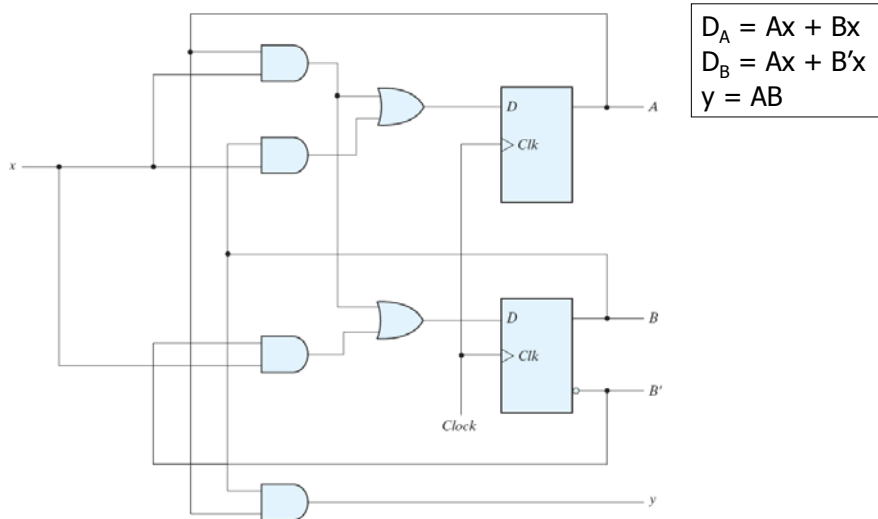 D_A = Ax + Bx
D_B = Ax + B′x
y = AB
D
A
Clk
x
D
B
Clk
B′
Clock
y